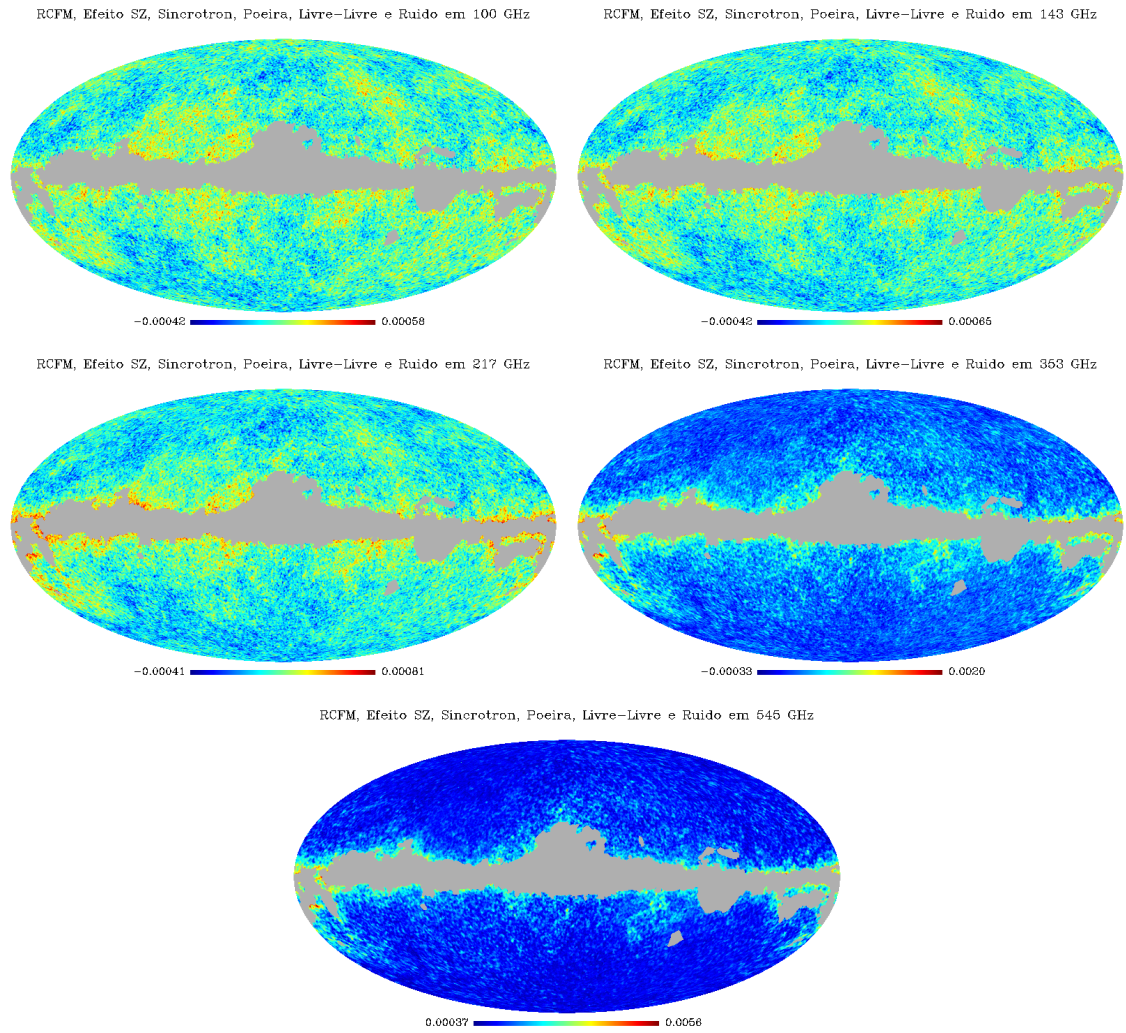 RCFM, Efeito SZ, Sincrotron, Poeira, Livre-Livre e Ruido em 100 GHz
RCFM, Efeito SZ, Sincrotron, Poeira, Livre-Livre e Ruido em 143 GHz
-0.00042 0.00058
-0.00042 0.00065
RCFM, Efeito SZ, Sincrotron, Poeira, Livre-Livre e Ruido em 217 GHz
RCFM, Efeito SZ, Sincrotron, Poeira, Livre-Livre e Ruido em 353 GHz
-0.00041 0.00081
-0.00033 0.0020
RCFM, Efeito SZ, Sincrotron, Poeira, Livre-Livre e Ruido em 545 GHz
0.00037 0.0056